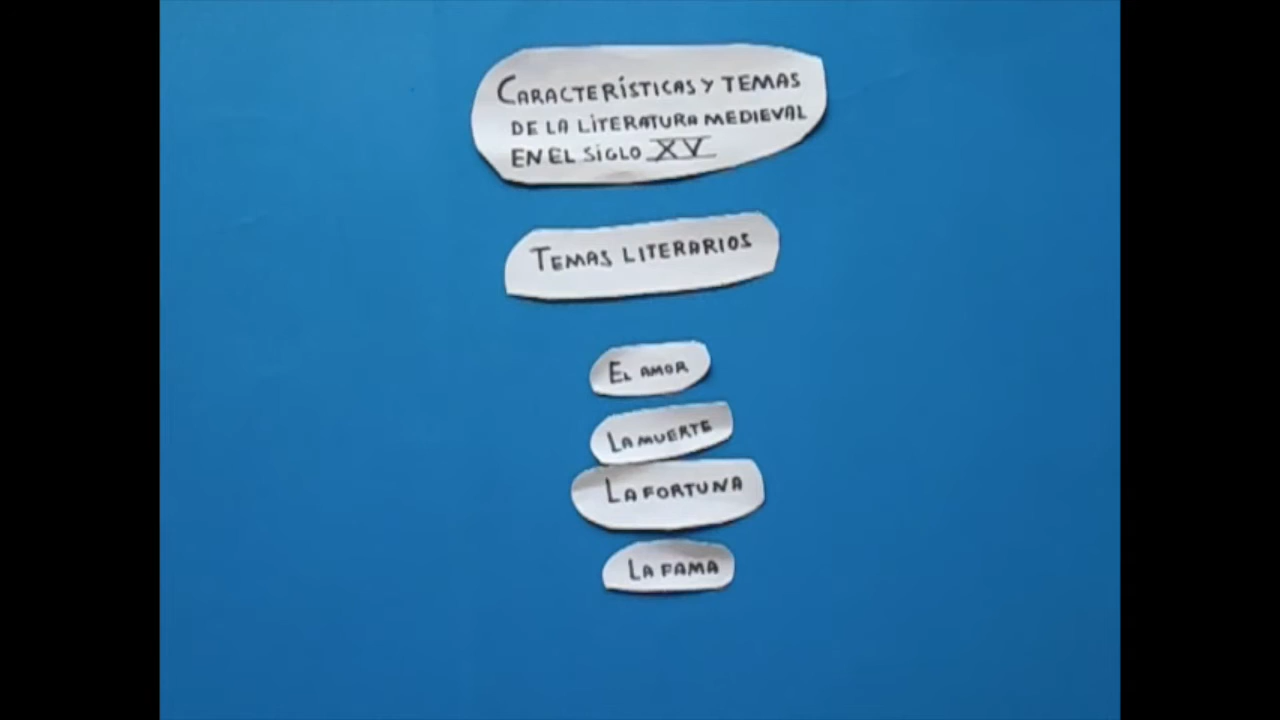 Características y temas
de la literatura medieval
en el siglo XV
Temas literarios
El amor
La muerte
La fortuna
La fama